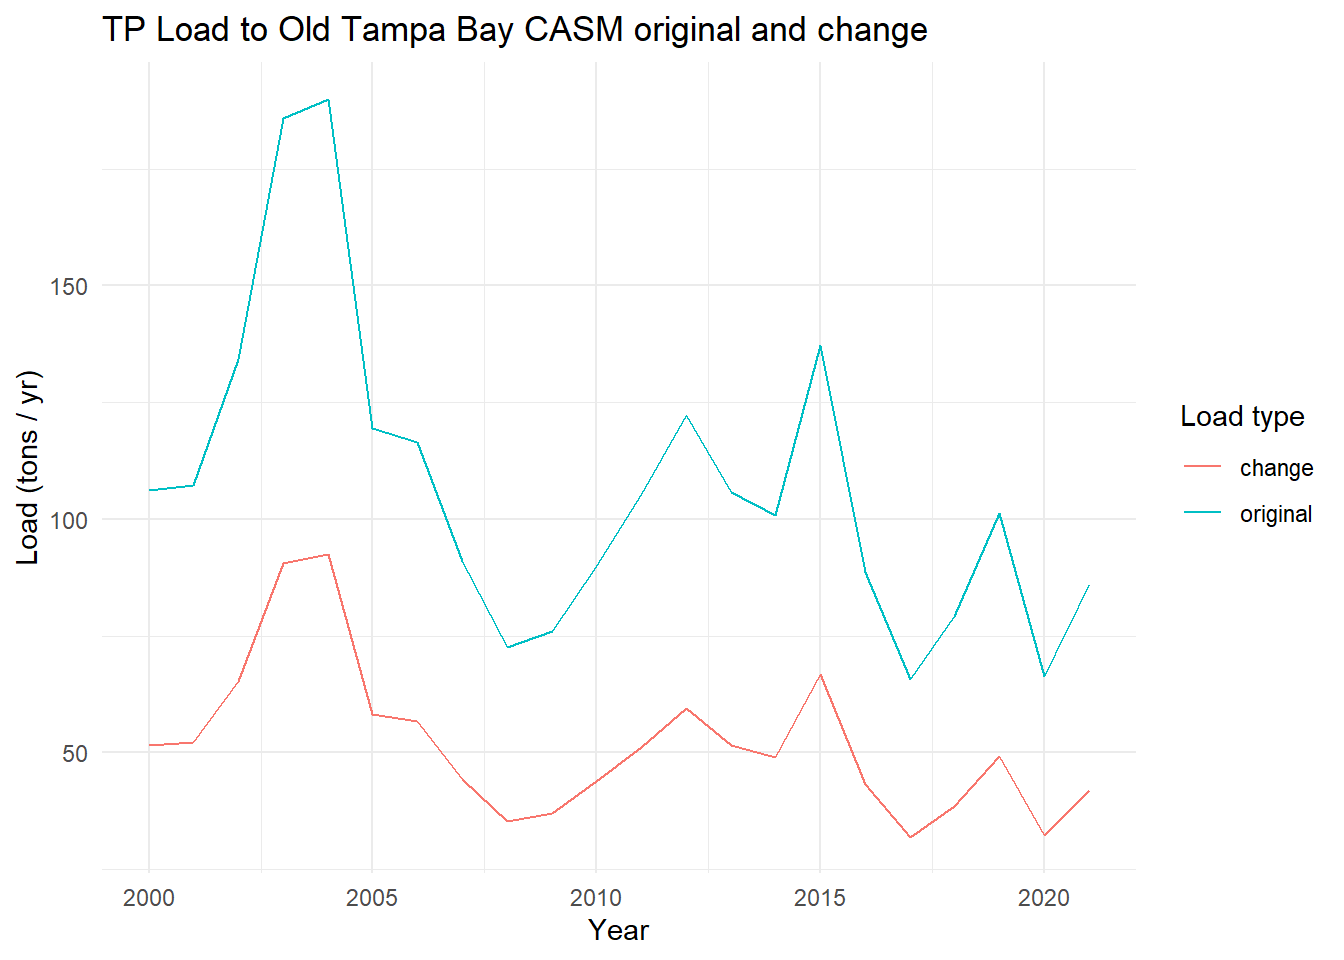 TP Load to Old Tampa Bay CASM original and change
150
100
50
Load (tons / yr)
2000 2005 2010 2015 2020
Year
Load type
change
original